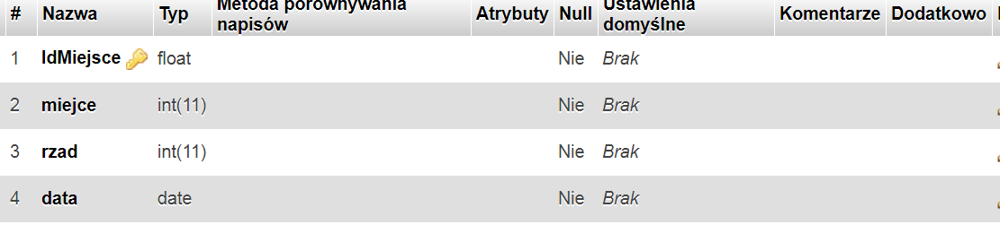 # Nazwa Typ Metoda porównywania napisów Atrybuty Null Ustawienia domyślne Komentarze Dodatkowo
1 IdMiejsce float Nie Brak
2 miejce int(11) Nie Brak
3 rzad int(11) Nie Brak
4 data date Nie Brak